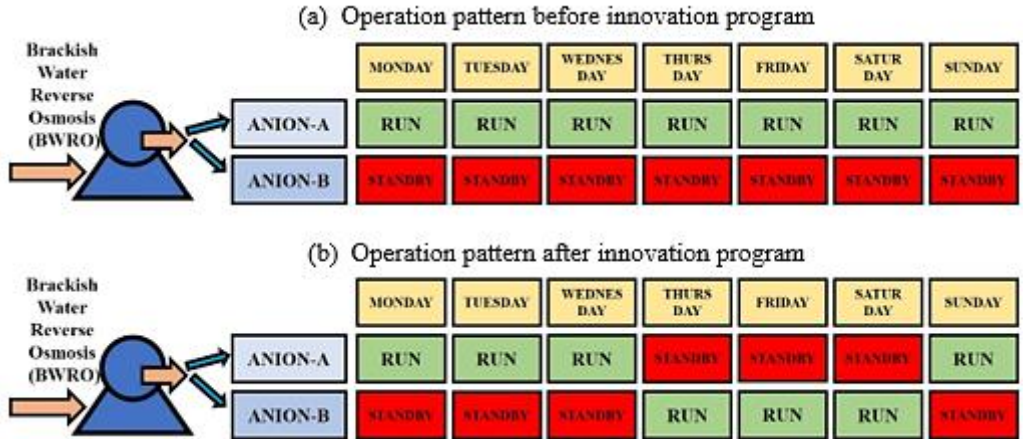 (a) Operation pattern before innovation program
Brackish
Water
Reverse
Osmosis
(BWRO)
MONDAY TUESDAY WEDNES DAY THURS DAY FRIDAY SATUR DAY SUNDAY
ANION-A RUN RUN RUN RUN RUN RUN RUN
ANION-B STANDBY STANDBY STANDBY STANDBY STANDBY STANDBY STANDBY
(b) Operation pattern after innovation program
Brackish
Water
Reverse
Osmosis
(BWRO)
MONDAY TUESDAY WEDNES DAY THURS DAY FRIDAY SATUR DAY SUNDAY
ANION-A RUN RUN RUN STANDBY STANDBY STANDBY RUN
ANION-B STANDBY STANDBY STANDBY RUN RUN RUN STANDBY